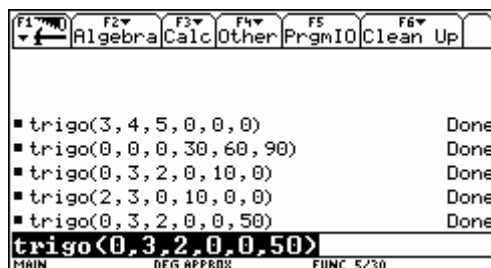 F1 F2 F3 F4 F5 F6
Algebra Calc Other PrgmIO Clean Up
▪trigo(3,4,5,0,0,0) Done
▪trigo(0,0,0,30,60,90) Done
▪trigo(0,3,2,0,10,0) Done
▪trigo(2,3,0,10,0,0) Done
▪trigo(0,3,2,0,0,50) Done
trigo(0,3,2,0,0,50)
MAIN DEG APPROX FUNC 5/30